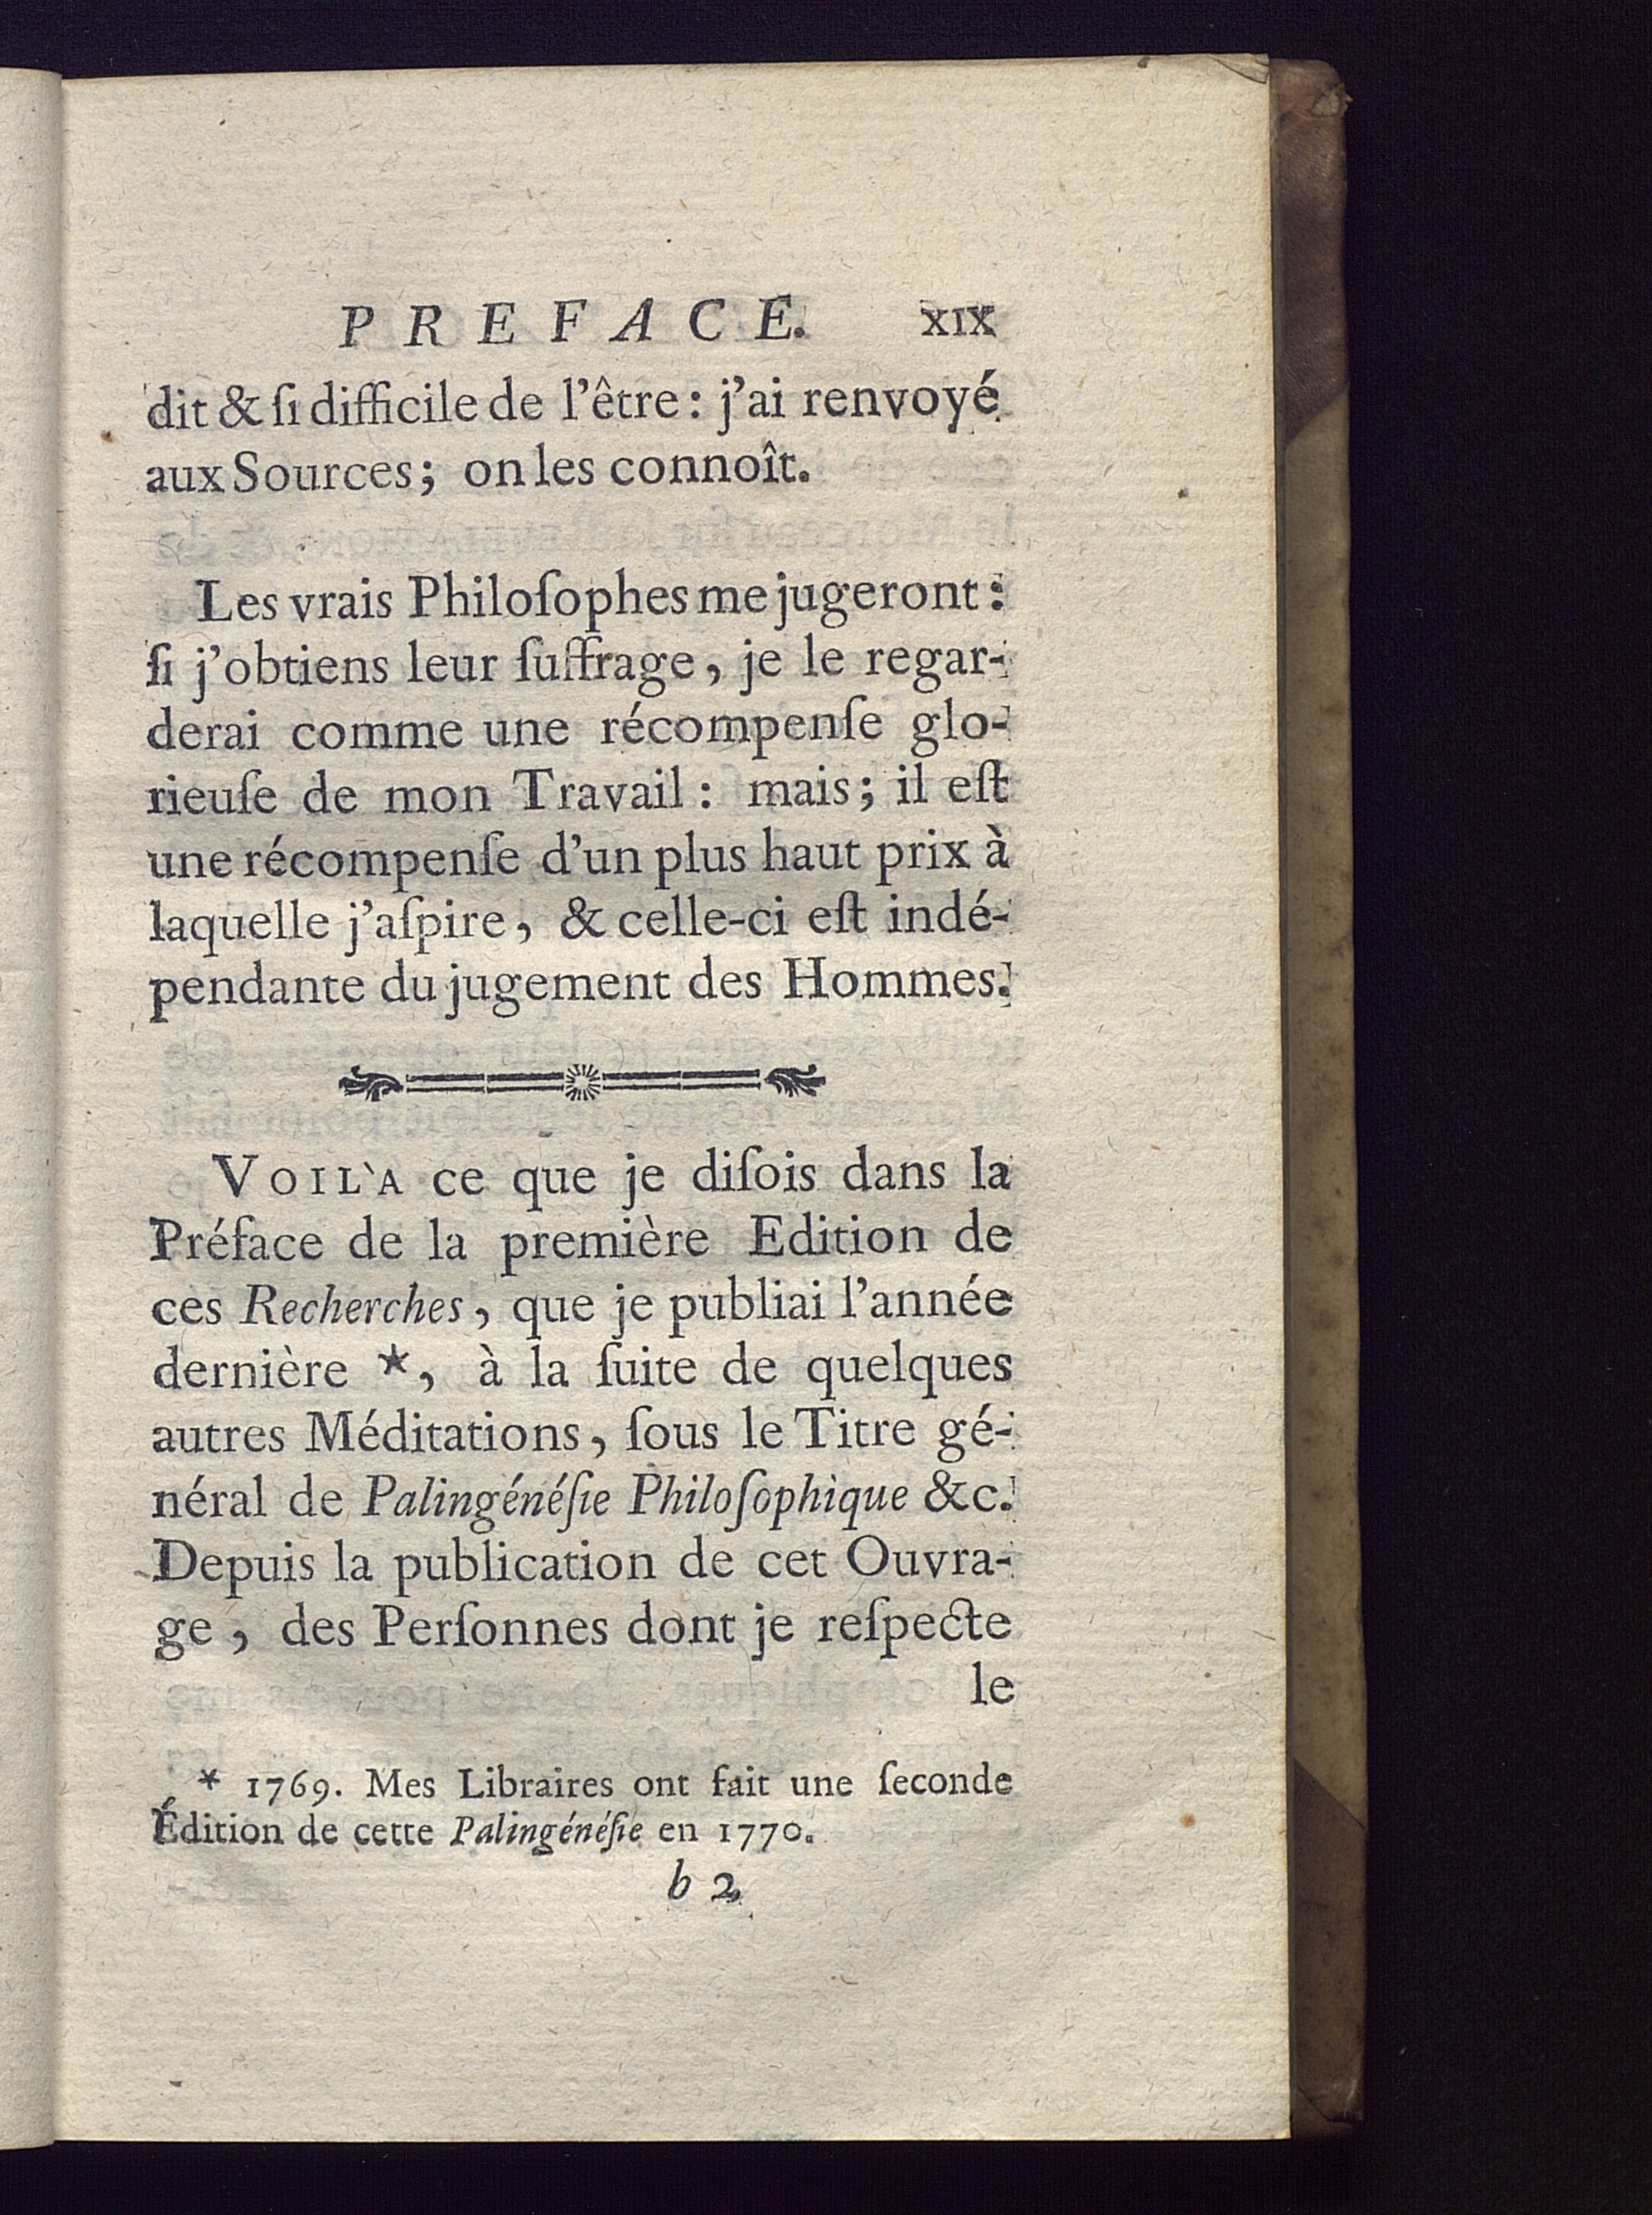 PREFACE. XIX
dit & ſi difficile de l'être: j'ai renvoyé
aux Sources; on les connoît.
Les vrais Philoſophes me jugeront:
ſi j'obtiens leur ſuffrage, je le regar-
derai comme une récompenſe glo-
rieuſe de mon Travail: mais; il eſt
une récompenſe d'un plus haut prix à
laquelle j'aſpire, & celle-ci eſt indé-
pendante du jugement des Hommes.
VOIL`A ce que je diſois dans la
Préface de la première Edition de
ces Recherches, que je publiai l'année
dernière *, à la ſuite de quelques
autres Méditations, ſous le Titre gé-
néral de Palingénéſie Philoſophique &c.
Depuis la publication de cet Ouvra-
ge, des Perſonnes dont je reſpecte
le
* 1769. Mes Libraires ont fait une ſeconde
Édition de cette Palingénéſie en 1770.
b 2